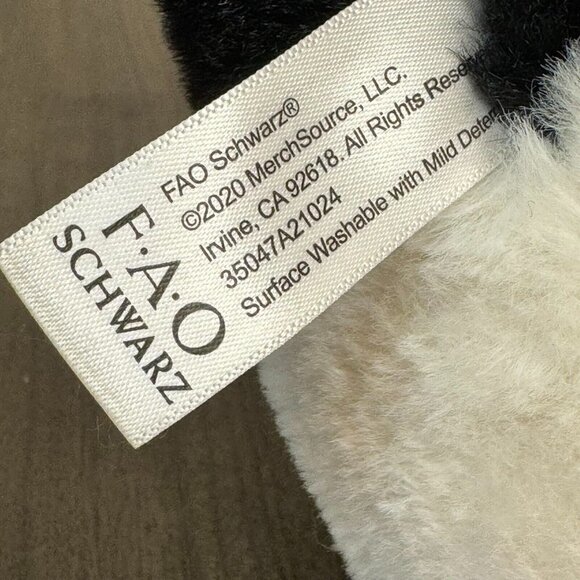 F.A.O
SCHWARZ
FAO Schwarz®
©2020 MerchSource, LLC.
Irvine, CA 92618. All Rights
35047A21024
Surface Washable with Mild